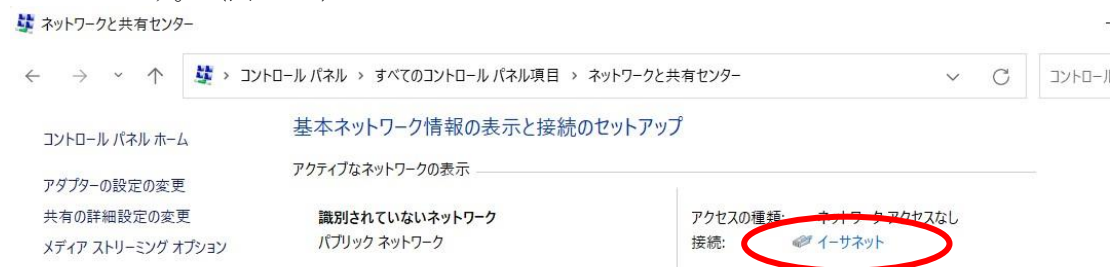 ネットワークと共有センター
コントロール パネル › すべてのコントロール パネル項目 › ネットワークと共有センター
コントロール
コントロール パネル ホーム
基本ネットワーク情報の表示と接続のセットアップ
アダプターの設定の変更
アクティブなネットワークの表示
共有の詳細設定の変更
識別されていないネットワーク
アクセスの種類: ネットワーク アクセスなし
メディア ストリーミング オプション
パブリック ネットワーク
接続: イーサネット